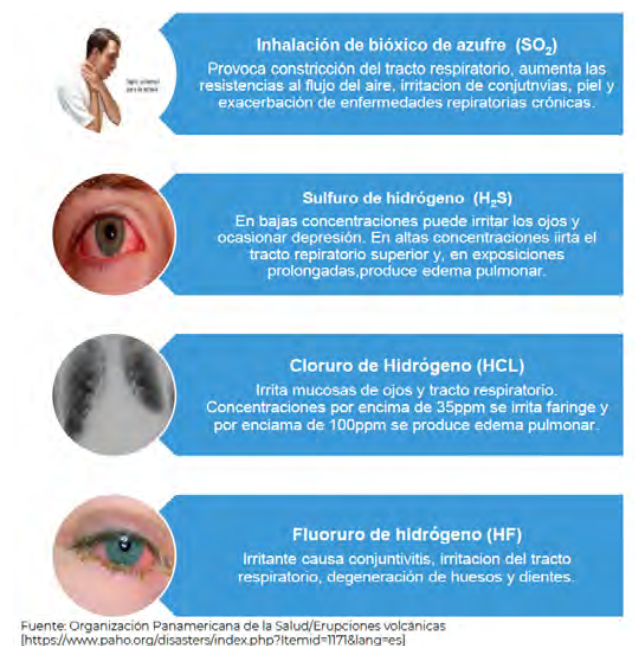 Inhalación de bióxico de azufre (SO₂)
Provoca constricción del tracto respiratorio, aumenta las
resistencias al flujo del aire, irritacion de conjutnvias, piel y
exacerbación de enfermedades repiratorias crónicas.
Sulfuro de hidrógeno (H₂S)
En bajas concentraciones puede irritar los ojos y
ocasionar depresión. En altas concentraciones iirta el
tracto repiratorio superior y, en exposiciones
prolongadas,produce edema pulmonar.
Cloruro de Hidrógeno (HCL)
Irrita mucosas de ojos y tracto respiratorio.
Concentraciones por encima de 35ppm se irrita faringe y
por enciama de 100ppm se produce edema pulmonar.
Fluoruro de hidrógeno (HF)
Irritante causa conjuntivitis, irritacion del tracto
respiratorio, degeneración de huesos y dientes.
Fuente: Organización Panamericana de la Salud/Erupciones volcánicas
[https://www.paho.org/disasters/index.php?Itemid=1171&lang=es]